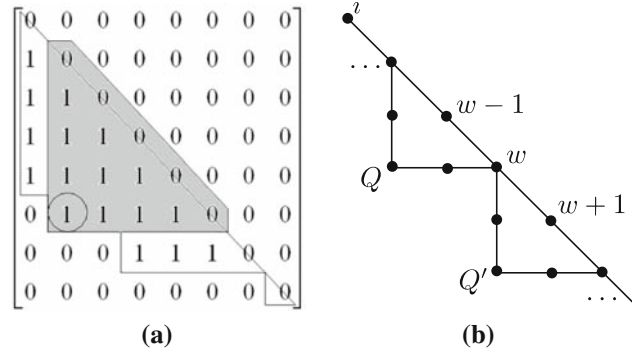 0 0 0 0 0 0 0 0
1 0 0 0 0 0 0 0
1 1 0 0 0 0 0 0
1 1 1 0 0 0 0 0
1 1 1 1 0 0 0 0
0 1 1 1 1 0 0 0
0 0 0 1 1 1 0 0
0 0 0 0 0 0 0 0
(a)
ι
...
w − 1
Q
w
w + 1
Q′
...
(b)